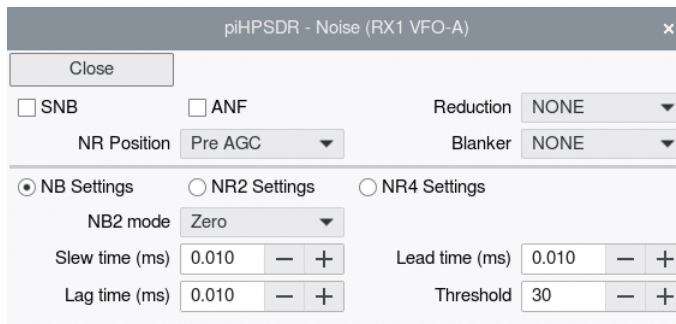 piHPSDR - Noise (RX1 VFO-A) ×
Close
SNB ANF Reduction NONE
NR Position Pre AGC Blanker NONE
NB Settings NR2 Settings NR4 Settings
NB2 mode Zero
Slew time (ms) 0.010 − + Lead time (ms) 0.010 − +
Lag time (ms) 0.010 − + Threshold 30 − +